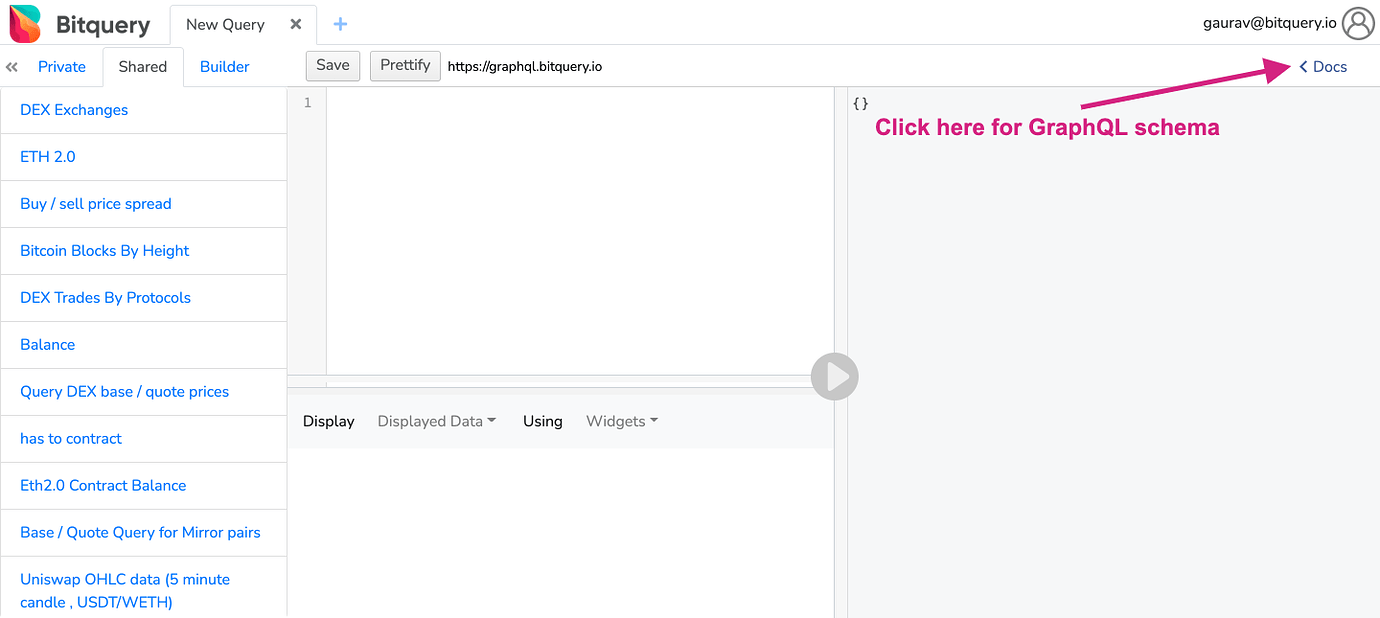 Bitquery
New Query
gaurav@bitquery.io
Private
Shared
Builder
Save
Prettify
https://graphql.bitquery.io
Docs
DEX Exchanges
ETH 2.0
Buy / sell price spread
Bitcoin Blocks By Height
DEX Trades By Protocols
Balance
Query DEX base / quote prices
has to contract
Eth2.0 Contract Balance
Base / Quote Query for Mirror pairs
Uniswap OHLC data (5 minute
candle , USDT/WETH)
1
{}
Click here for GraphQL schema
Display
Displayed Data
Using
Widgets